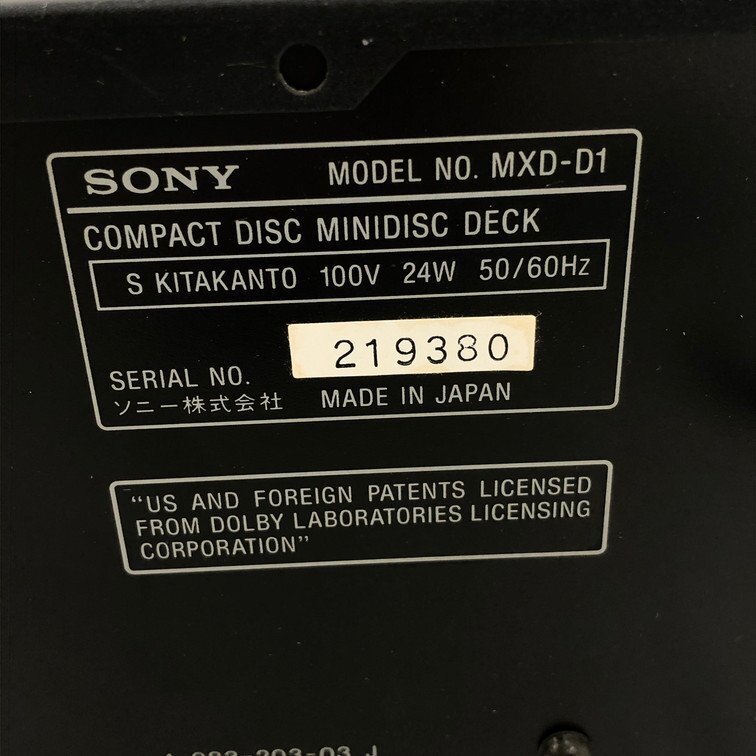 SONY MODEL NO. MXD-D1
COMPACT DISC MINIDISC DECK
S KITAKANTO 100V 24W 50/60Hz
SERIAL NO. 219380
ソニー株式会社 MADE IN JAPAN
"US AND FOREIGN PATENTS LICENSED
FROM DOLBY LABORATORIES LICENSING
CORPORATION"